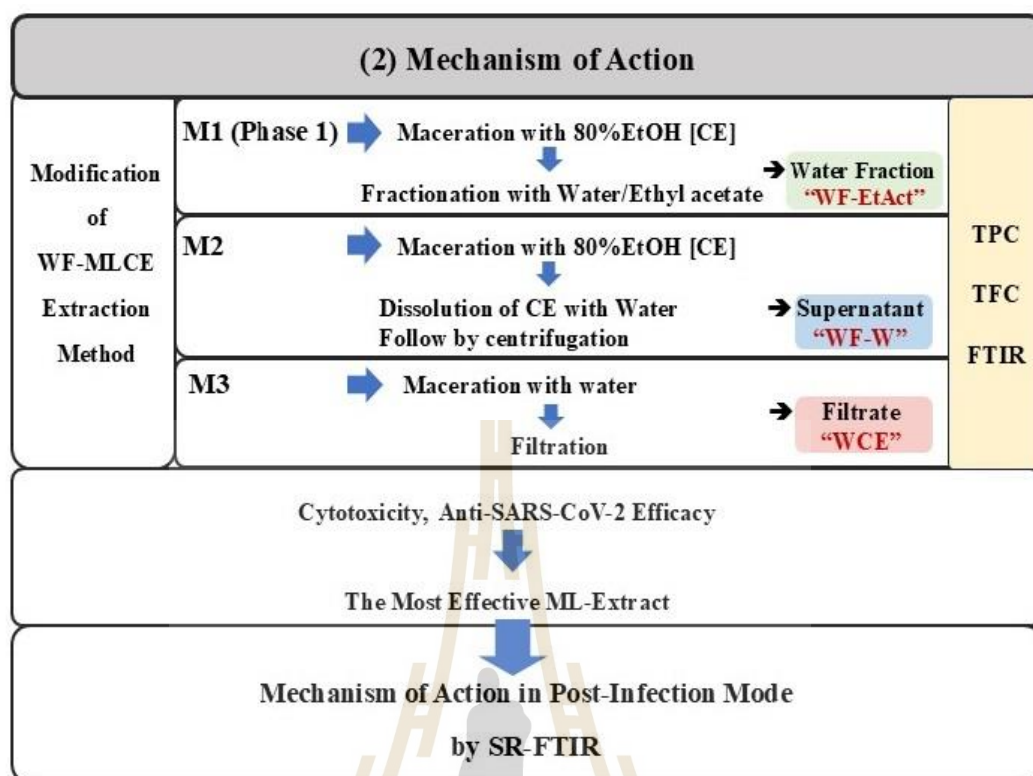 (2) Mechanism of Action
Modification
of
WF-MLCE
Extraction
Method
M1 (Phase 1)
Maceration with 80%EtOH [CE]
Fractionation with Water/Ethyl acetate
Water Fraction
“WF-EtAct”
M2
Maceration with 80%EtOH [CE]
Dissolution of CE with Water
Follow by centrifugation
Supernatant
“WF-W”
M3
Maceration with water
Filtration
Filtrate
“WCE”
TPC
TFC
FTIR
Cytotoxicity, Anti-SARS-CoV-2 Efficacy
The Most Effective ML-Extract
Mechanism of Action in Post-Infection Mode
by SR-FTIR